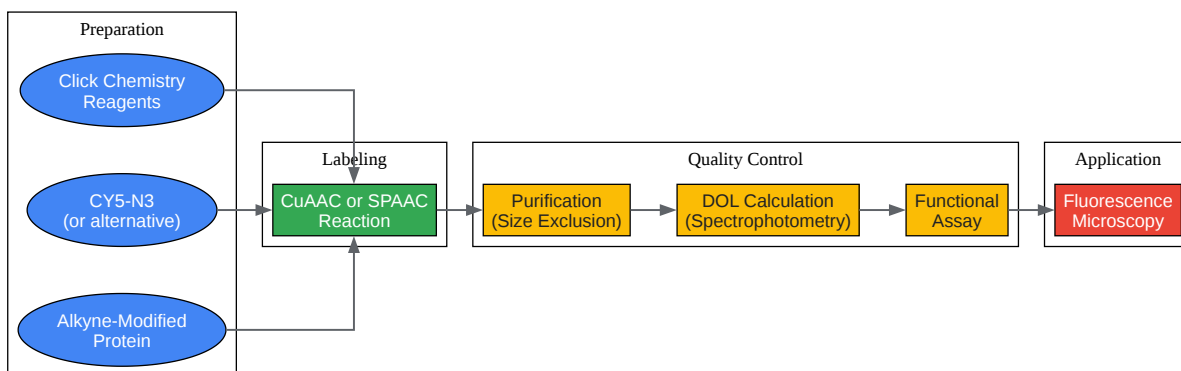 Preparation
Click Chemistry
Reagents
CY5-N3
(or alternative)
Alkyne-Modified
Protein
Labeling
CuAAC or SPAAC
Reaction
Quality Control
Purification
(Size Exclusion)
DOL Calculation
(Spectrophotometry)
Functional
Assay
Application
Fluorescence
Microscopy